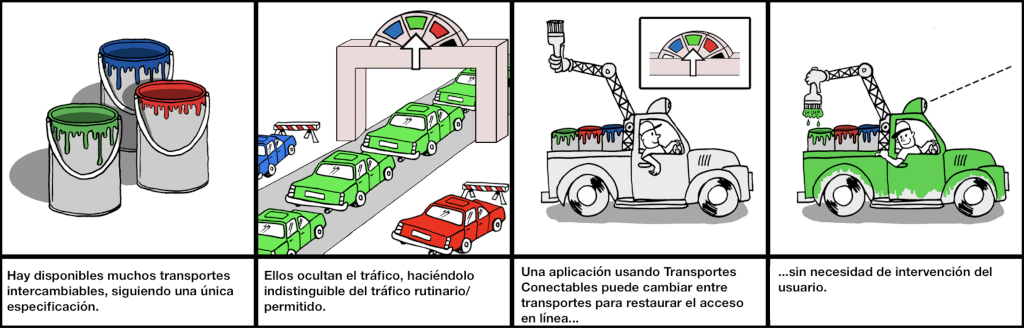 Hay disponibles muchos transportes
intercambiables, siguiendo una única
especificación.
Ellos ocultan el tráfico, haciéndolo
indistinguible del tráfico rutinario/
permitido.
Una aplicación usando Transportes
Conectables puede cambiar entre
transportes para restaurar el acceso
en línea...
...sin necesidad de intervención del
usuario.